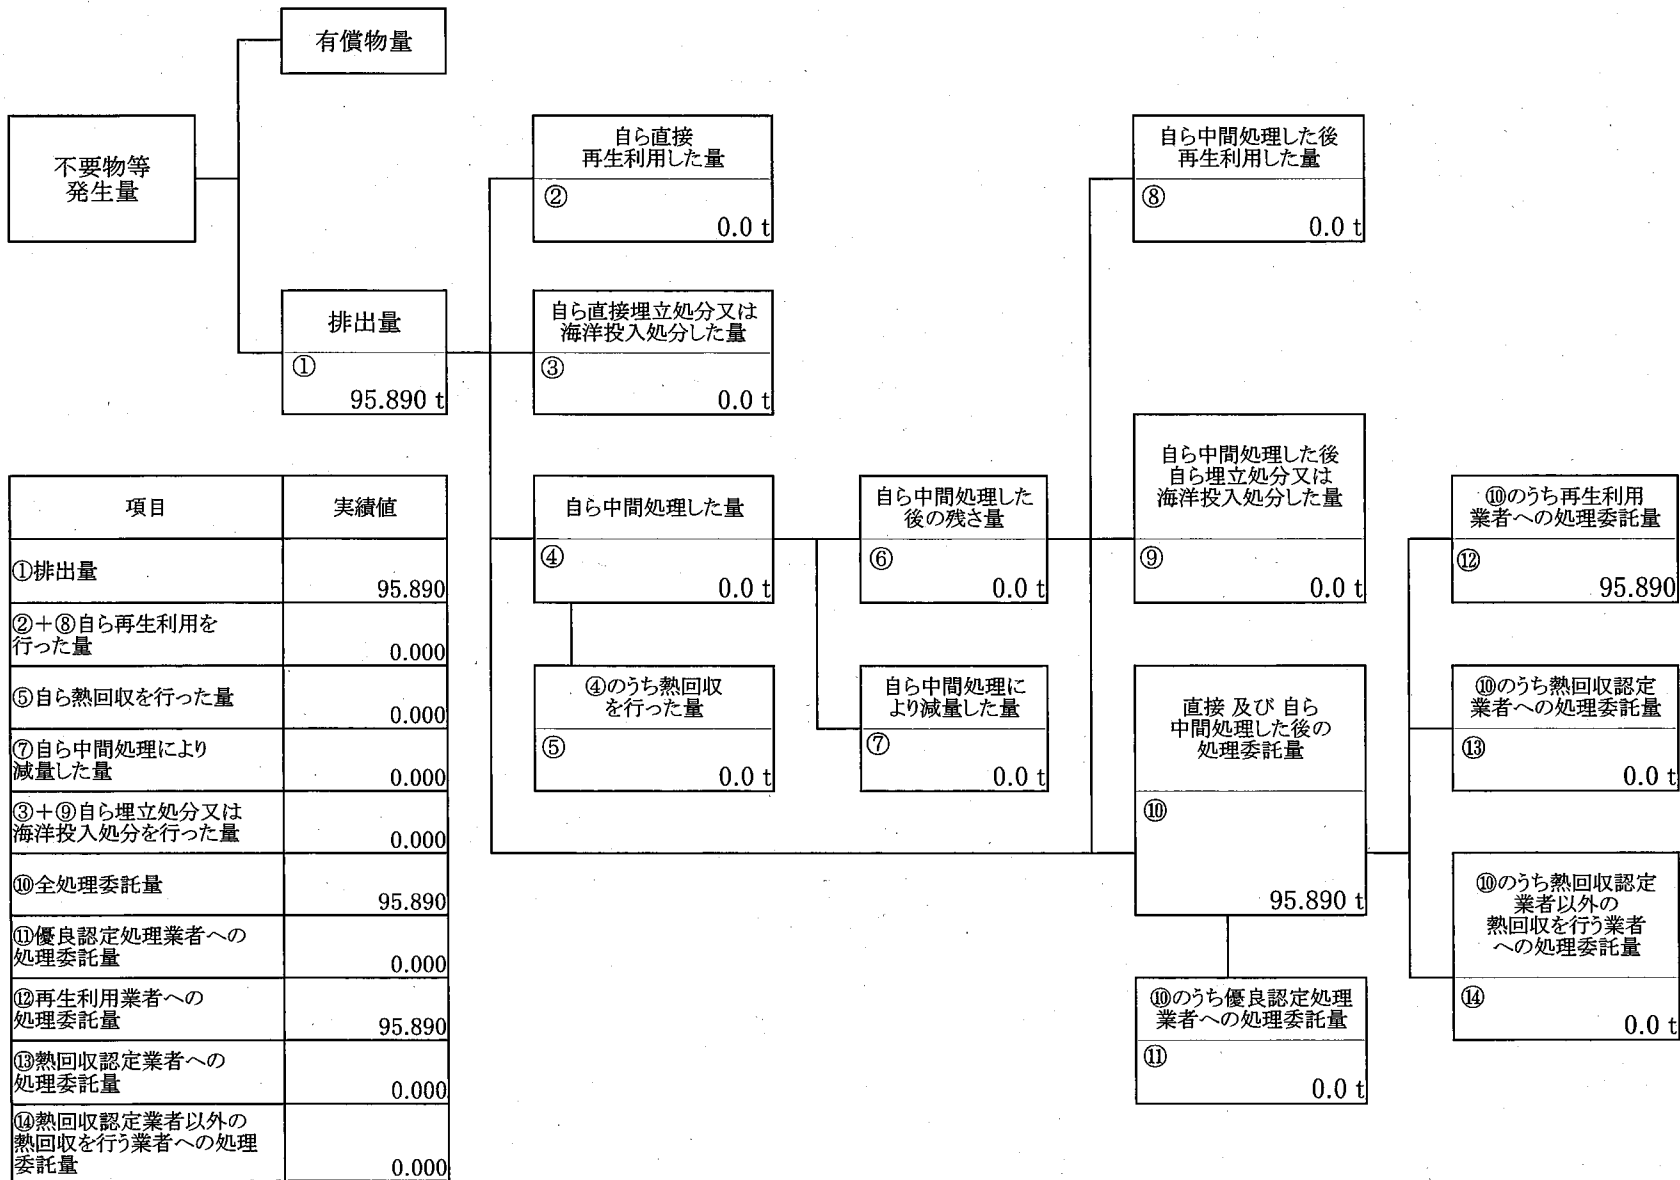 有償物量
不要物等
発生量
排出量
①
95.890 t
自ら直接
再生利用した量
②
0.0 t
自ら直接埋立処分又は
海洋投入処分した量
③
0.0 t
自ら中間処理した量
④
0.0 t
④のうち熱回収
を行った量
⑤
0.0 t
自ら中間処理した
後の残さ量
⑥
0.0 t
自ら中間処理に
より減量した量
⑦
0.0 t
自ら中間処理した後
再生利用した量
⑧
0.0 t
自ら中間処理した後
自ら埋立処分又は
海洋投入処分した量
⑨
0.0 t
直接 及び 自ら
中間処理した後の
処理委託量
⑩
95.890 t
⑩のうち優良認定処理
業者への処理委託量
⑪
0.0 t
⑩のうち再生利用
業者への処理委託量
⑫
95.890
⑩のうち熱回収認定
業者への処理委託量
⑬
0.0 t
⑩のうち熱回収認定
業者以外の
熱回収を行う業者
への処理委託量
⑭
0.0 t
項目 実績値
①排出量
95.890
②+⑧自ら再生利用を
行った量
0.000
⑤自ら熱回収を行った量
0.000
⑦自ら中間処理により
減量した量
0.000
③+⑨自ら埋立処分又は
海洋投入処分を行った量
0.000
⑩全処理委託量
95.890
⑪優良認定処理業者への
処理委託量
0.000
⑫再生利用業者への
処理委託量
95.890
⑬熱回収認定業者への
処理委託量
0.000
⑭熱回収認定業者以外の
熱回収を行う業者への処理
委託量
0.000